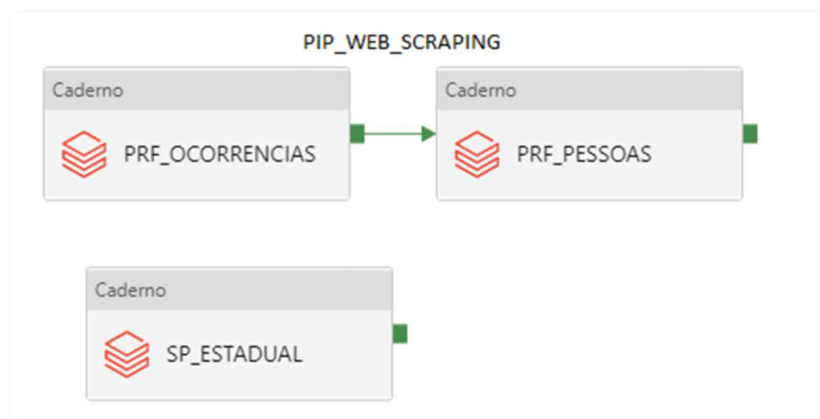 PIP_WEB_SCRAPING
Caderno
PRF_OCORRENCIAS
Caderno
PRF_PESSOAS
Caderno
SP_ESTADUAL